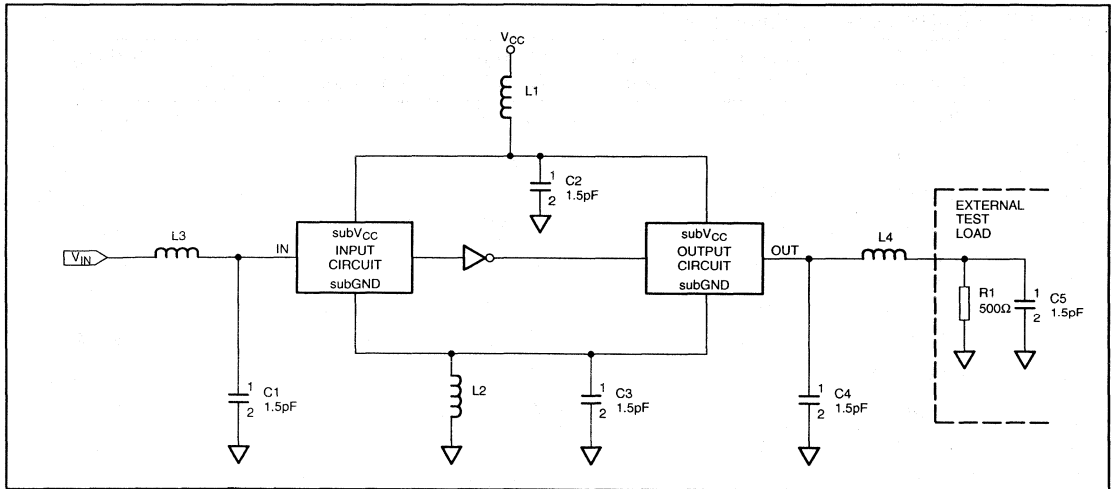 VCC
L1
1
2
C2
1.5pF
EXTERNAL
TEST
LOAD
L3
VIN
IN
subVCC
INPUT
CIRCUIT
subGND
subVCC
OUTPUT
CIRCUIT
subGND
OUT
L4
R1
500Ω
1
2
C5
1.5pF
1
2
C1
1.5pF
L2
1
2
C3
1.5pF
1
2
C4
1.5pF